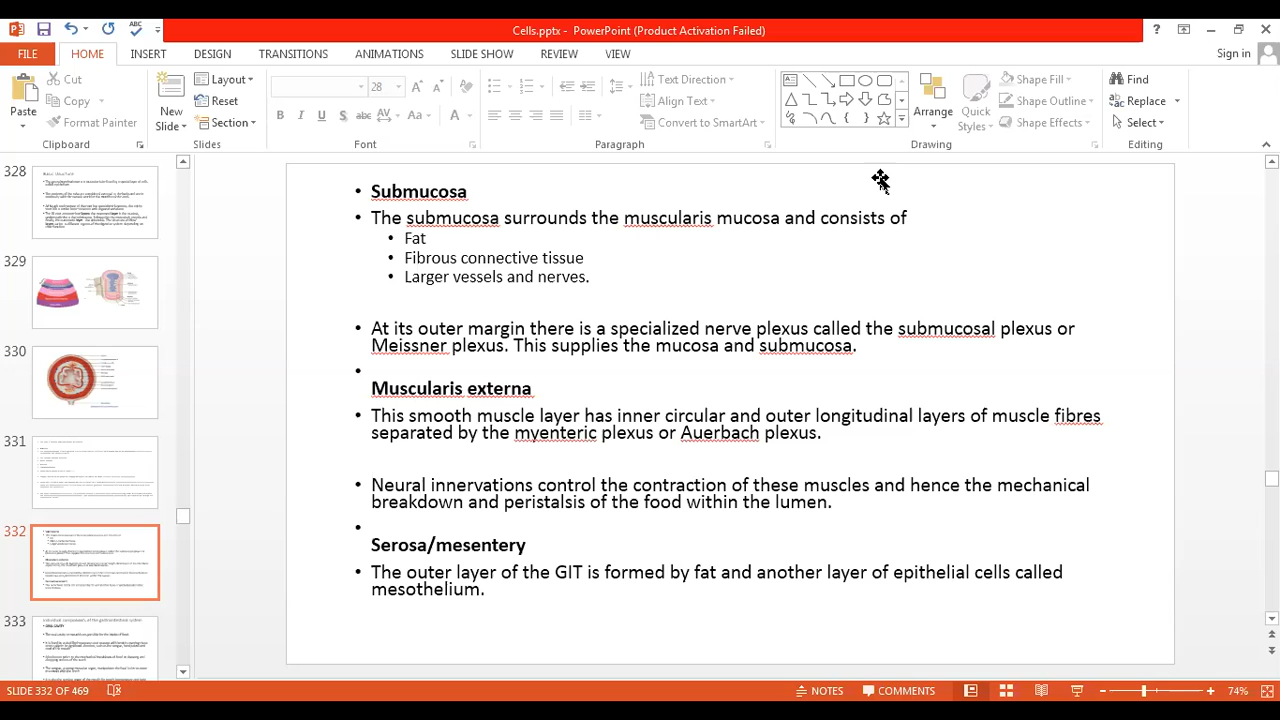 Cells.pptx - PowerPoint (Product Activation Failed)
FILE HOME INSERT DESIGN TRANSITIONS ANIMATIONS SLIDE SHOW REVIEW VIEW Sign in
Paste Cut Copy Format Painter
Clipboard
New Slide Layout Reset Section
Slides
28
Font
Text Direction Align Text Convert to SmartArt
Paragraph
Arrange Quick Styles Shape Fill Shape Outline Shape Effects
Drawing
Find Replace Select
Editing
328
329
330
331
332
333
• Submucosa
• The submucosa surrounds the muscularis mucosa and consists of
• Fat
• Fibrous connective tissue
• Larger vessels and nerves.
• At its outer margin there is a specialized nerve plexus called the submucosal plexus or
Meissner plexus. This supplies the mucosa and submucosa.
•
Muscularis externa
• This smooth muscle layer has inner circular and outer longitudinal layers of muscle fibres
separated by the myenteric plexus or Auerbach plexus.
• Neural innervations control the contraction of these muscles and hence the mechanical
breakdown and peristalsis of the food within the lumen.
•
Serosa/mesentery
• The outer layer of the GIT is formed by fat and another layer of epithelial cells called
mesothelium.
SLIDE 332 OF 469 NOTES COMMENTS 74%